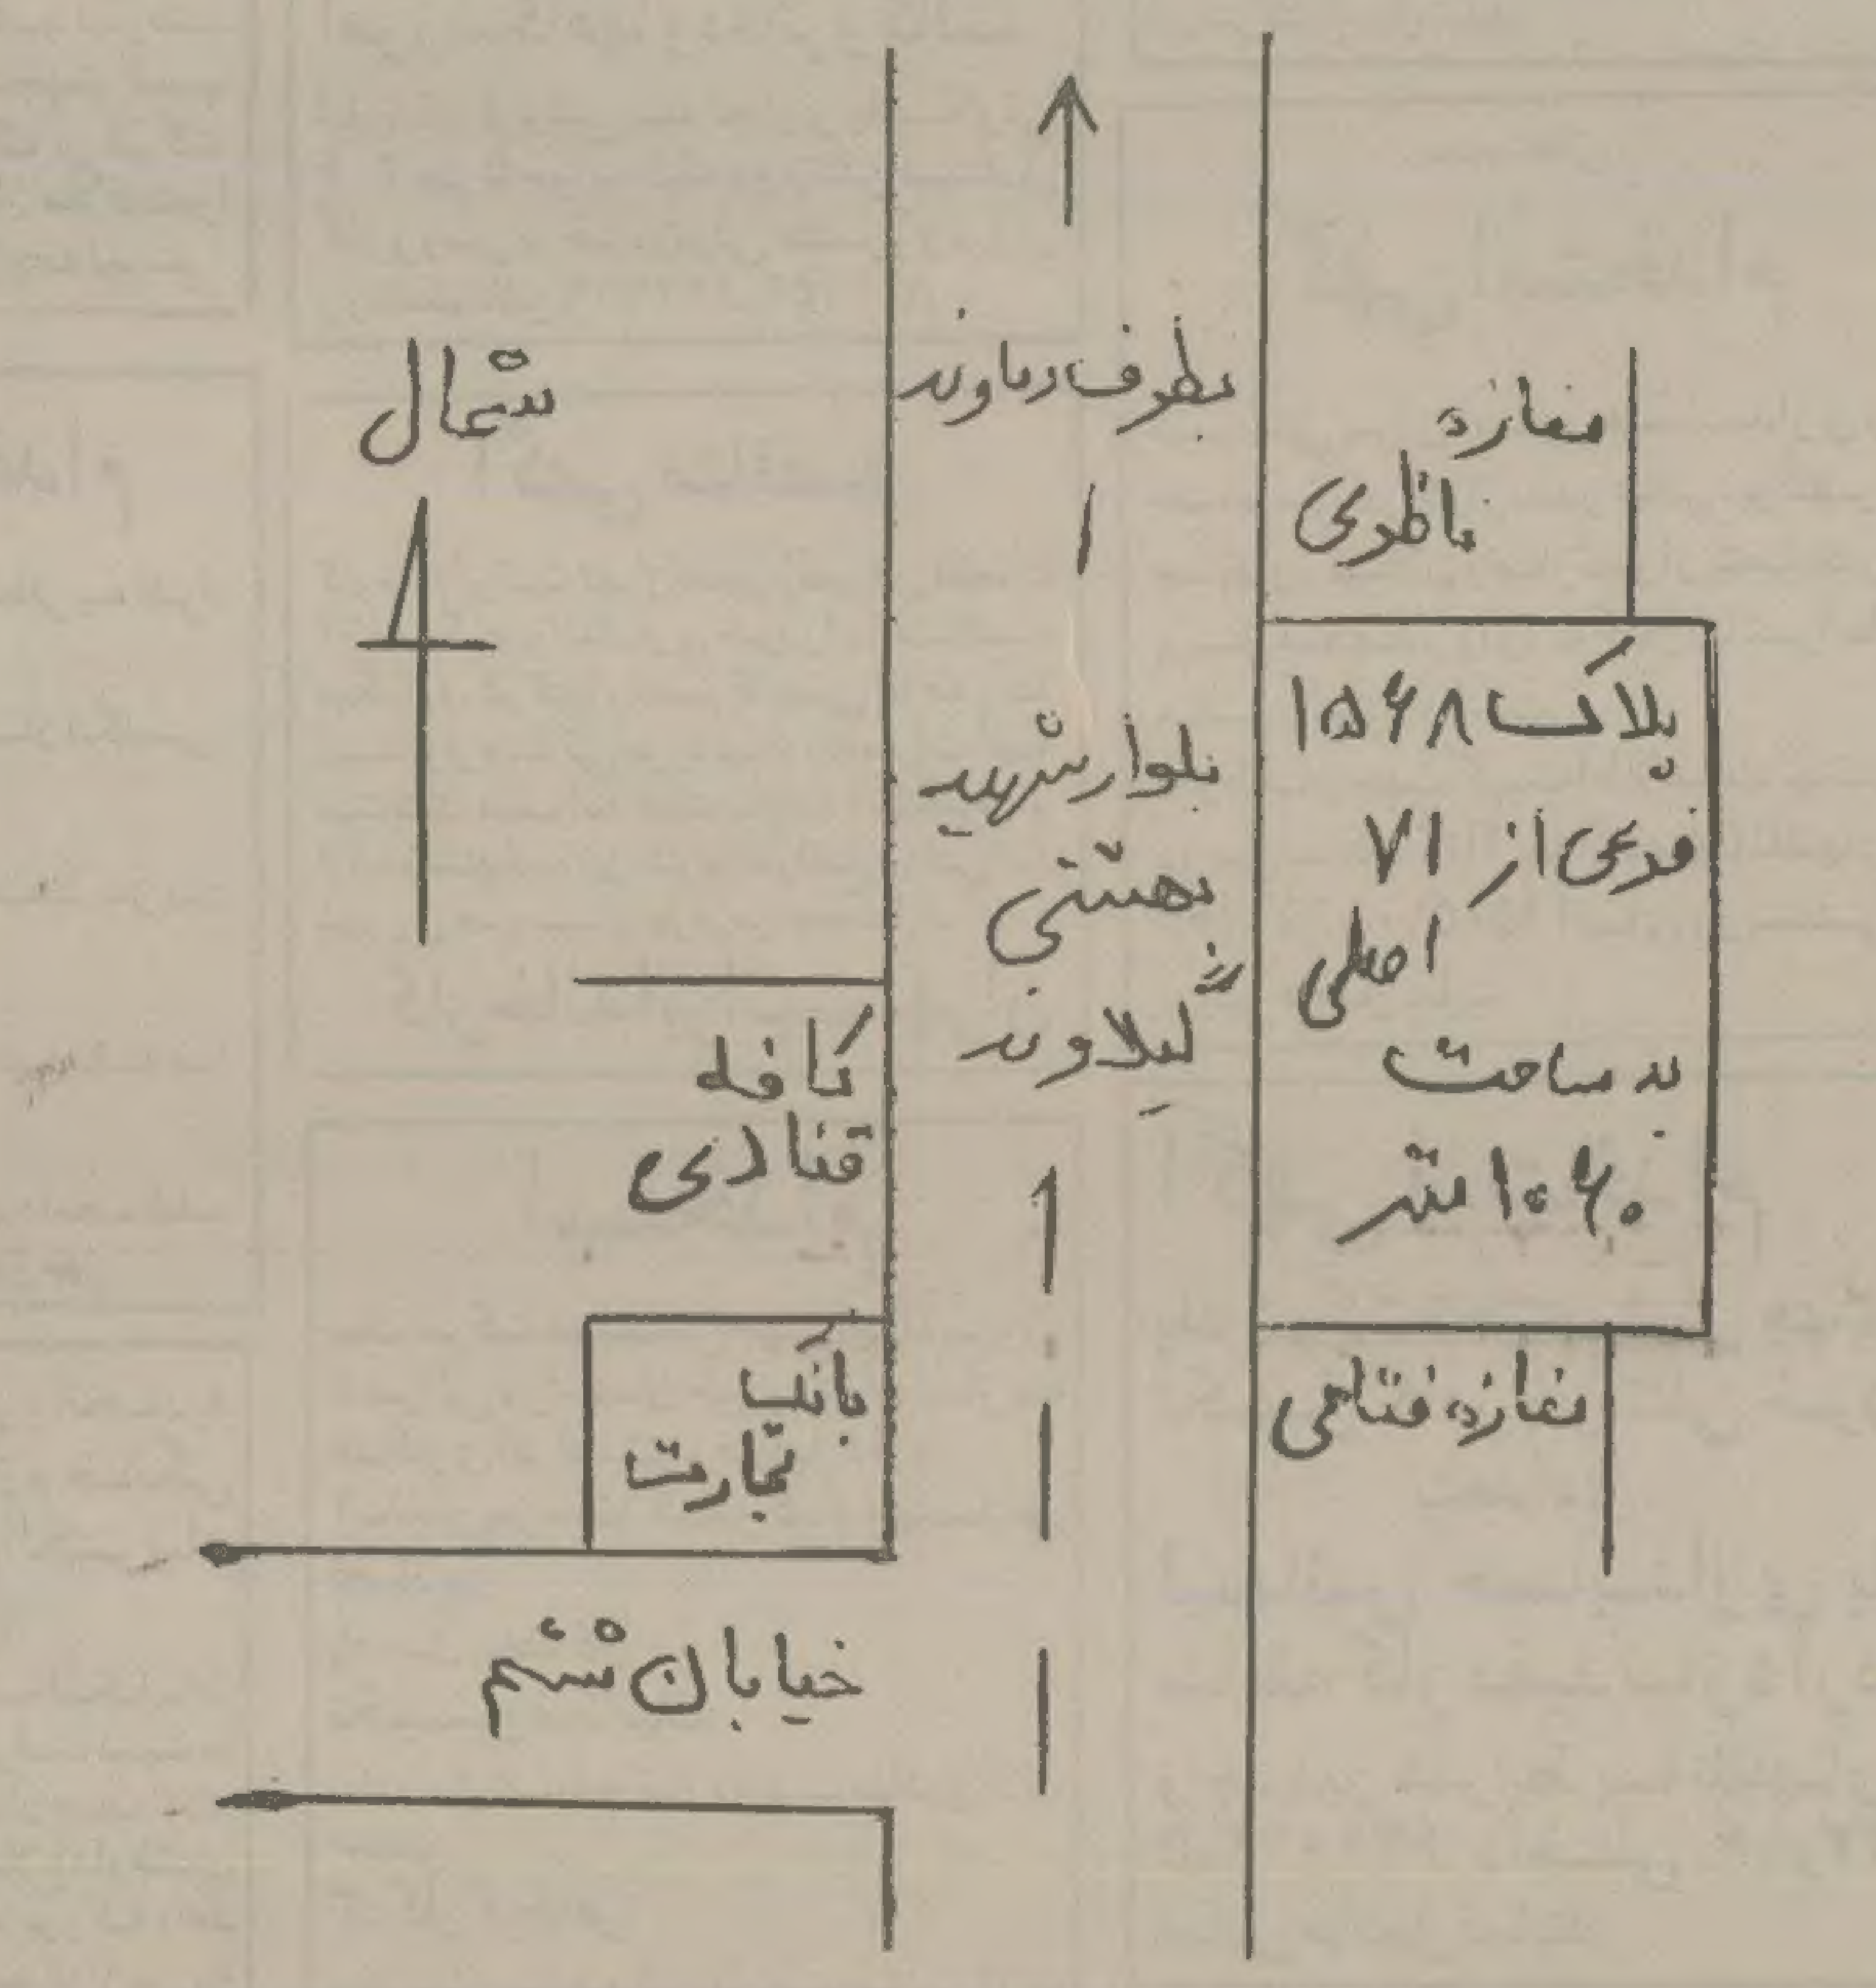 شمال
بطرف دماوند
مغازه
ناظری
پلاک ۱۵۶۸
فرعی از ۷۱
اصلی
به مساحت
۱۰۶۰ متر
بلوار شهید
بهشتی
گیلاوند
کافه
قنادی
بانک
تجارت
مغازه فتاحی
خیابان ششم